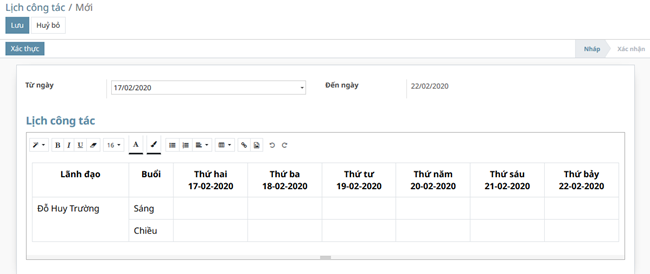 Lịch công tác / Mới
Lưu Huỷ bỏ
Xác thực Nháp Xác nhận
Từ ngày 17/02/2020 Đến ngày 22/02/2020
Lịch công tác
B I U 16 A
Lãnh đạo Buổi Thứ hai Thứ ba Thứ tư Thứ năm Thứ sáu Thứ bảy
17-02-2020 18-02-2020 19-02-2020 20-02-2020 21-02-2020 22-02-2020
Đỗ Huy Trường Sáng
Chiều